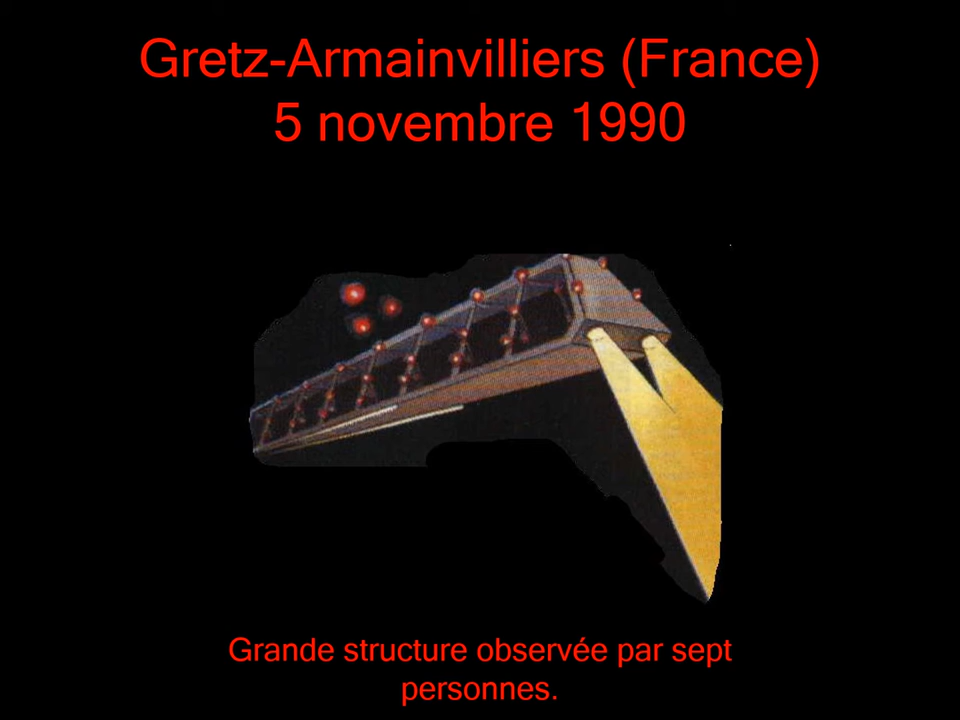 Gretz-Armainvilliers (France)
5 novembre 1990
Grande structure observée par sept
personnes.